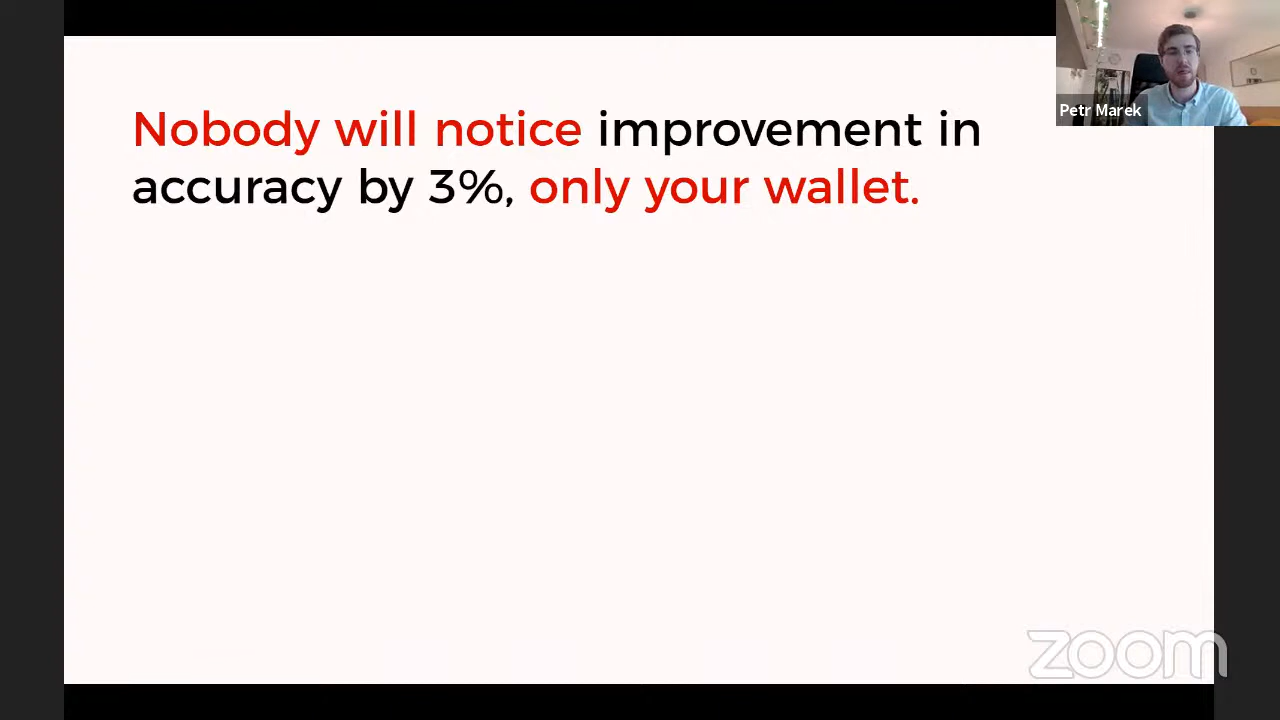 Nobody will notice improvement in
accuracy by 3%, only your wallet.
Petr Marek
zoom